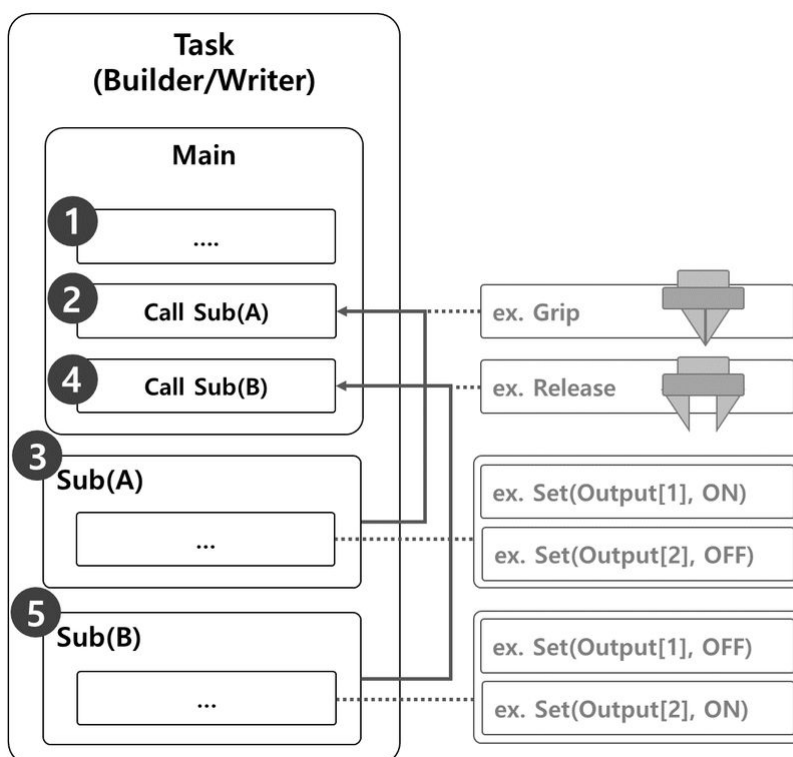 Task
(Builder/Writer)
Main
1
....
2
Call Sub(A)
ex. Grip
4
Call Sub(B)
ex. Release
3
Sub(A)
...
ex. Set(Output[1], ON)
ex. Set(Output[2], OFF)
5
Sub(B)
...
ex. Set(Output[1], OFF)
ex. Set(Output[2], ON)